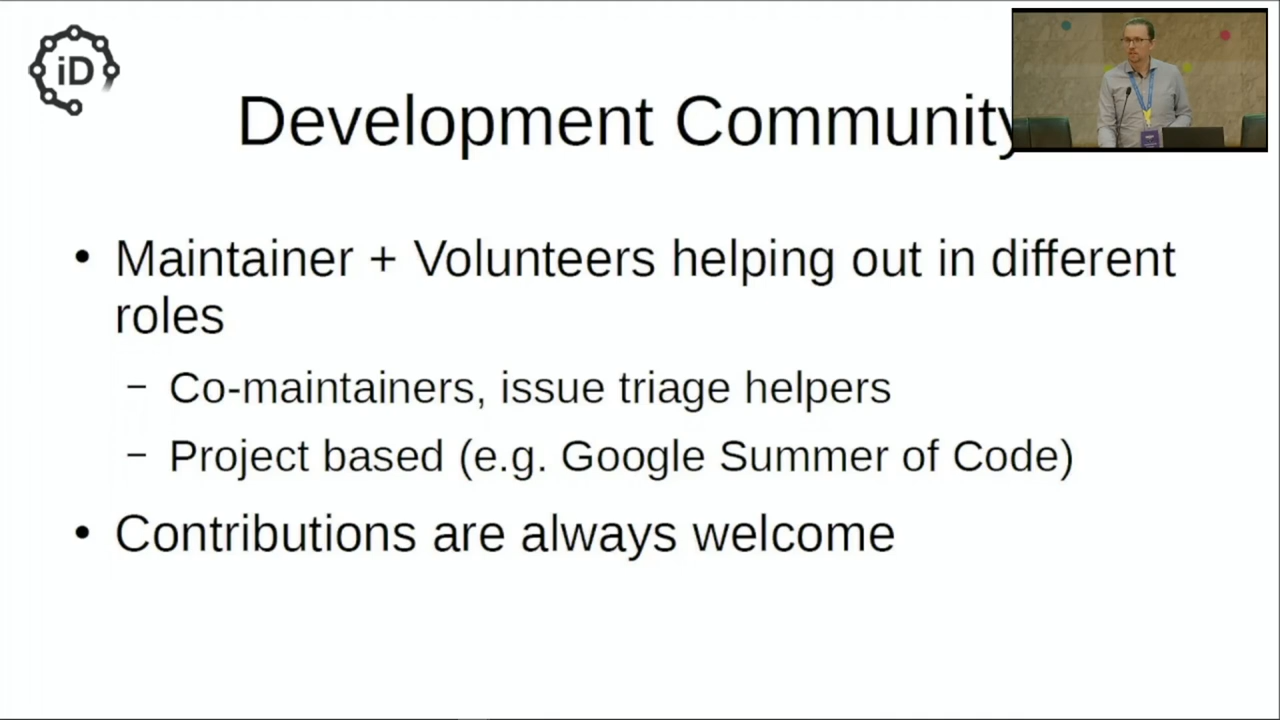 iD
Development Community
• Maintainer + Volunteers helping out in different
roles
– Co-maintainers, issue triage helpers
– Project based (e.g. Google Summer of Code)
• Contributions are always welcome